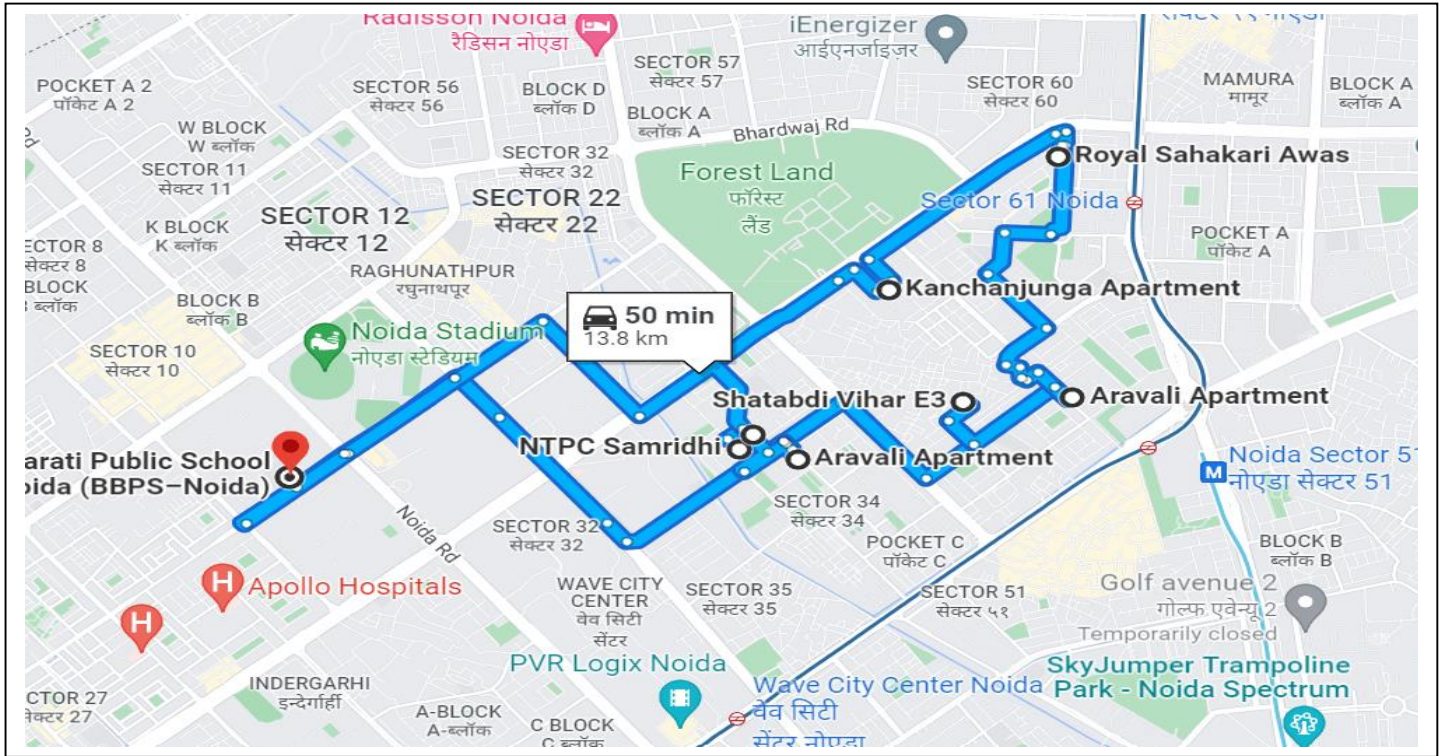 Radisson Noida
रैडिसन नोएडा
iEnergizer
आईएनर्जाइज़र
SECTOR 57
सेक्टर 57
POCKET A 2
पॉकेट A 2
SECTOR 56
सेक्टर 56
BLOCK D
ब्लॉक D
SECTOR 60
सेक्टर 60
MAMURA
मामूर
BLOCK A
ब्लॉक A
W BLOCK
W ब्लॉक
BLOCK A
ब्लॉक A
Bhardwaj Rd
SECTOR 11
सेक्टर 11
SECTOR 32
सेक्टर 32
Forest Land
फॉरेस्ट
लैंड
Royal Sahakari Awas
SECTOR 22
सेक्टर 22
Sector 61 Noida
SECTOR 12
सेक्टर 12
K BLOCK
K ब्लॉक
POCKET A
पॉकेट A
ECTOR 8
सेक्टर 8
BLOCK
ब्लॉक
RAGHUNATHPUR
रघुनाथपुर
BLOCK B
ब्लॉक B
Kanchanjunga Apartment
50 min
13.8 km
Noida Stadium
नोएडा स्टेडियम
SECTOR 10
सेक्टर 10
Shatabdi Vihar E3
Aravali Apartment
NTPC Samridhi
Aravali Apartment
arati Public School
oida (BBPS–Noida)
Noida Sector 51
नोएडा सेक्टर 51
SECTOR 34
सेक्टर 34
Noida Rd
SECTOR 32
सेक्टर 32
POCKET C
पॉकेट C
BLOCK B
ब्लॉक B
Apollo Hospitals
WAVE CITY
CENTER
वेव सिटी
सेंटर
SECTOR 35
सेक्टर 35
SECTOR 51
सेक्टर ५१
Golf avenue 2
गोल्फ एवेन्यू 2
Temporarily closed
PVR Logix Noida
SkyJumper Trampoline
Park - Noida Spectrum
INDERGARHI
इन्देर्गाही
Wave City Center Noida
वेव सिटी
सेंटर नोएडा
CTOR 27
सेक्टर 27
A-BLOCK
A-ब्लॉक
C BLOCK
C ब्लॉक